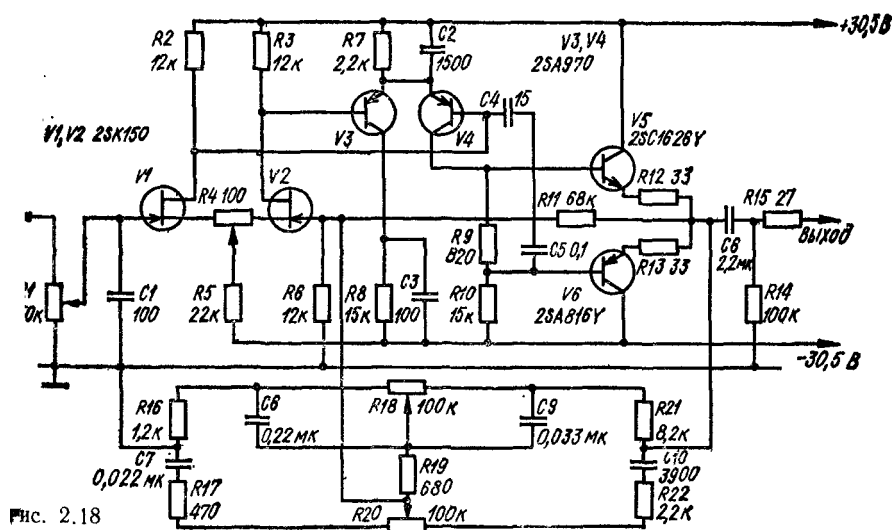 R2
12к
R3
12к
R7
2,2к
C2
1500
V3, V4
2SA970
+30,5В
V1, V2 2SK150
V3
C4
15
V4
V5
2SC1626Y
V1
R4 100
V2
R12 33
R11 68к
R15 27
Выход
R9
820
C5 0,1
C6
2,2мк
R13 33
C1
100
R5
22к
R6
12к
R8
15к
C3
100
R10
15к
V6
2SA816Y
R14
100к
-30,5В
R16
1,2к
C6
0,22мк
R18
100к
C9
0,033мк
R21
8,2к
C7
0,022мк
R17
470
R19
680
C10
3900
R22
2,2к
R20
100к
Рис. 2.18